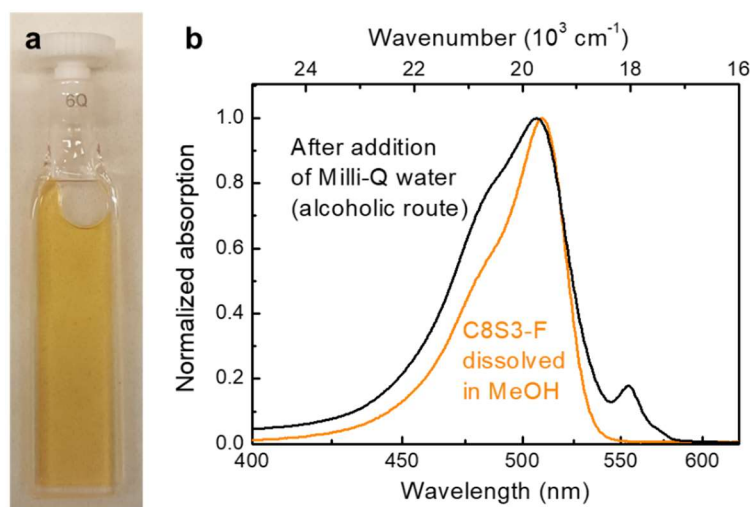 a
6Q
b
Wavenumber (10³ cm⁻¹)
24 22 20 18 16
1.0
0.8
0.6
0.4
0.2
0.0
Normalized absorption
After addition
of Milli-Q water
(alcoholic route)
C8S3-F
dissolved
in MeOH
400 450 500 550 600
Wavelength (nm)